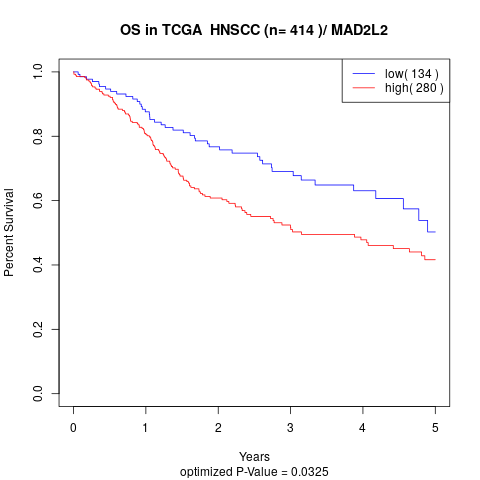 OS in TCGA HNSCC (n= 414 )/ MAD2L2
low( 134 )
high( 280 )
Percent Survival
1.0
0.8
0.6
0.4
0.2
0.0
0 1 2 3 4 5
Years
optimized P-Value = 0.0325